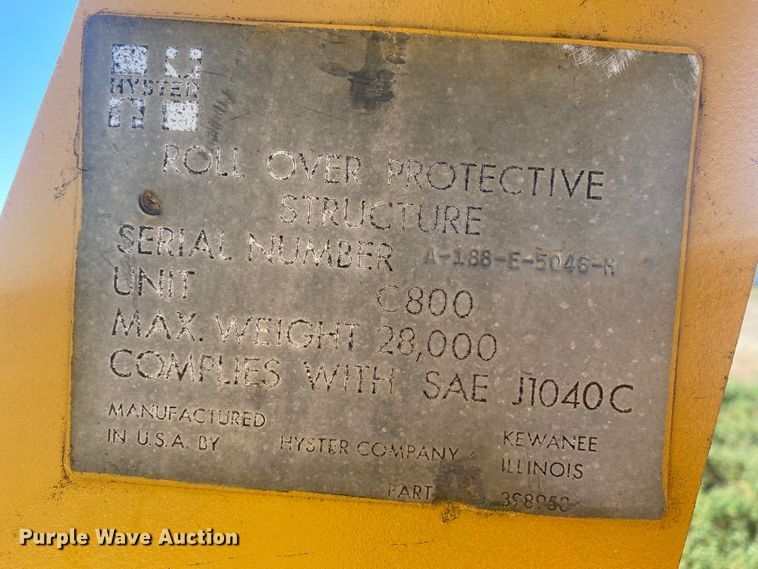 HYSTER
ROLL OVER PROTECTIVE
STRUCTURE
SERIAL NUMBER A-188-E-5046-H
UNIT C800
MAX. WEIGHT 28,000
COMPLIES WITH SAE J1040C
MANUFACTURED
IN U.S.A. BY HYSTER COMPANY KEWANEE
ILLINOIS
PART
Purple Wave Auction